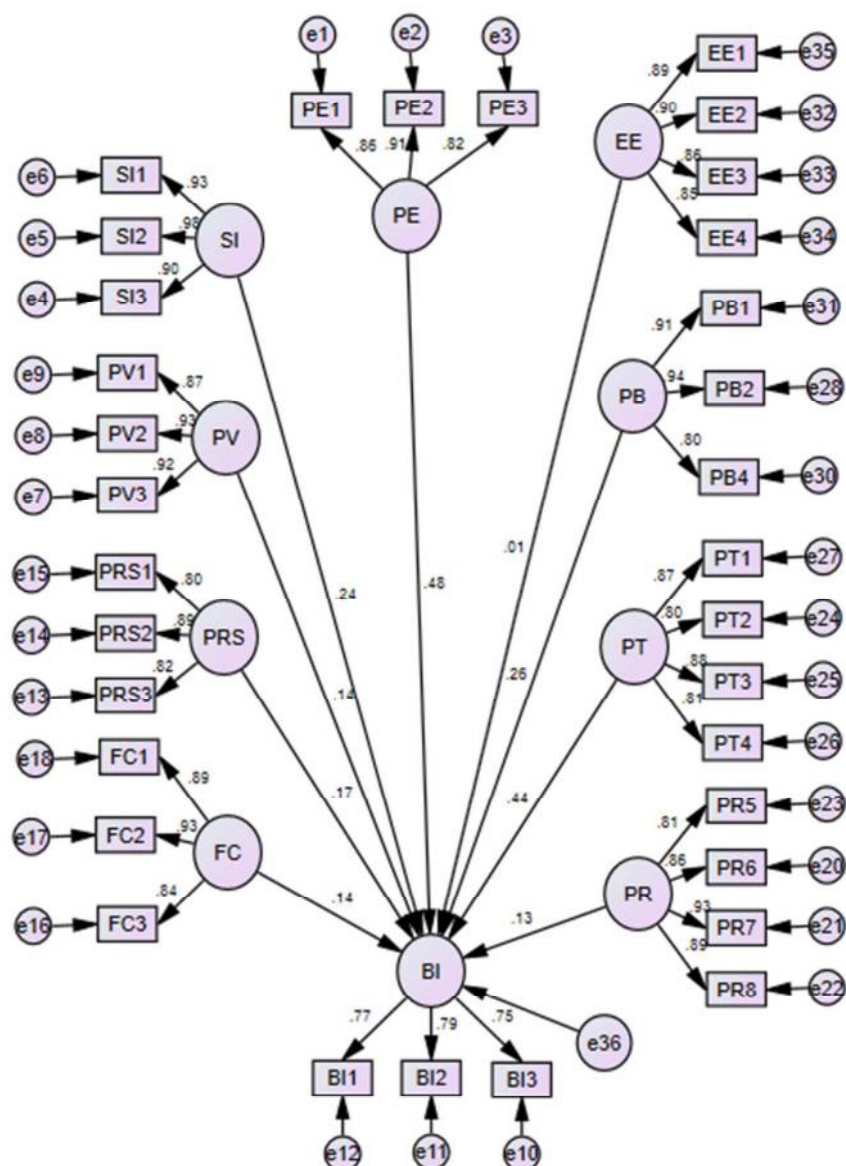 e1
e2
e3
PE1
PE2
PE3
.86
.91
.82
PE
EE1
EE2
EE3
EE4
e35
e32
e33
e34
.89
.90
.86
.85
EE
e6
e5
e4
SI1
SI2
SI3
.93
.98
.90
SI
PB1
PB2
PB4
e31
e28
e30
.91
.94
.80
PB
e9
e8
e7
PV1
PV2
PV3
.87
.93
.92
PV
PT1
PT2
PT3
PT4
e27
e24
e25
e26
.87
.80
.88
.81
PT
e15
e14
e13
PRS1
PRS2
PRS3
.80
.89
.82
PRS
e18
e17
e16
FC1
FC2
FC3
.89
.93
.84
FC
PR5
PR6
PR7
PR8
e23
e20
e21
e22
.81
.86
.93
.89
PR
.24
.14
.17
.14
.48
.01
.26
.44
.13
BI
e36
.77
.79
.75
BI1
BI2
BI3
e12
e11
e10